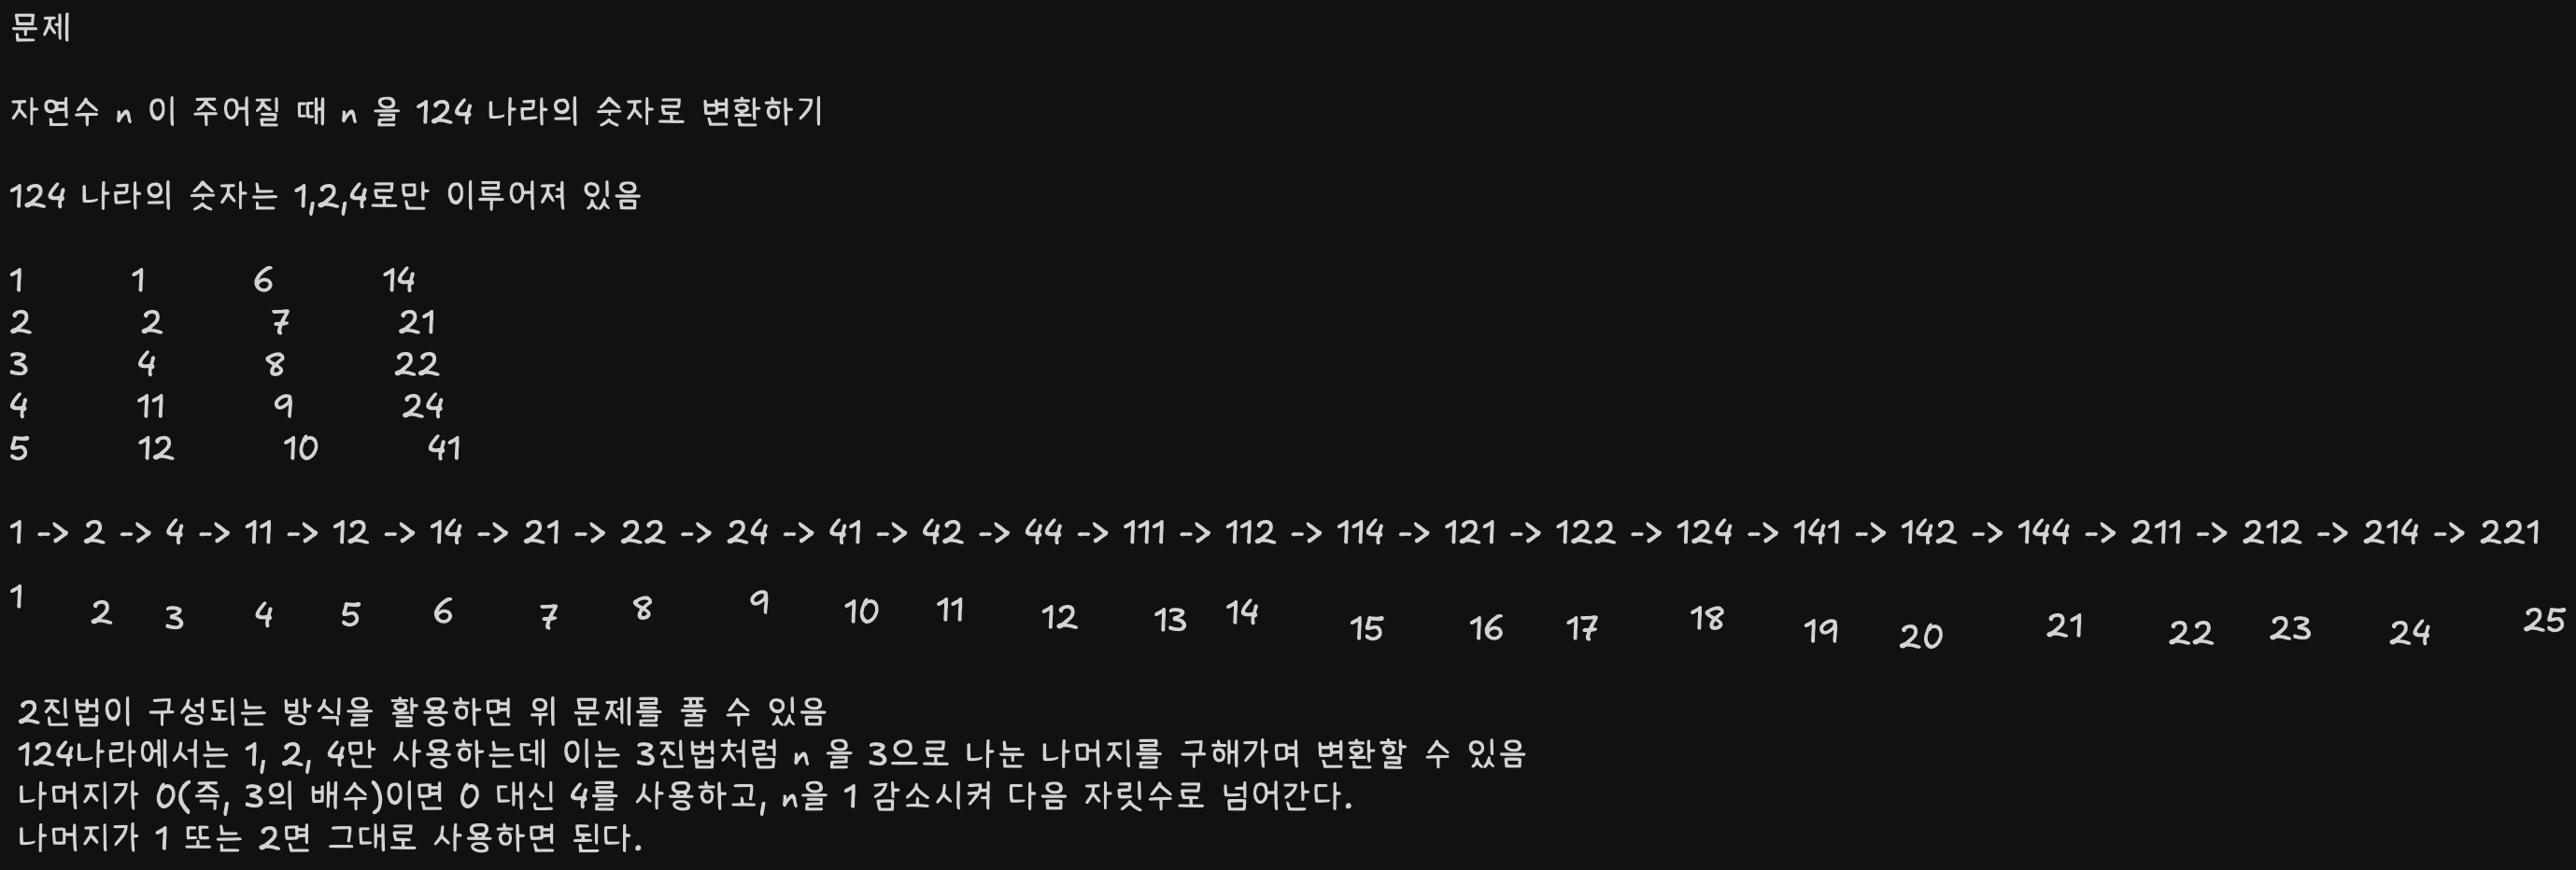 문제
자연수 n 이 주어질 때 n 을 124 나라의 숫자로 변환하기
124 나라의 숫자는 1,2,4로만 이루어져 있음
1 1 6 14
2 2 7 21
3 4 8 22
4 11 9 24
5 12 10 41
1 -> 2 -> 4 -> 11 -> 12 -> 14 -> 21 -> 22 -> 24 -> 41 -> 42 -> 44 -> 111 -> 112 -> 114 -> 121 -> 122 -> 124 -> 141 -> 142 -> 144 -> 211 -> 212 -> 214 -> 221
1 2 3 4 5 6 7 8 9 10 11 12 13 14 15 16 17 18 19 20 21 22 23 24 25
2진법이 구성되는 방식을 활용하면 위 문제를 풀 수 있음
124나라에서는 1, 2, 4만 사용하는데 이는 3진법처럼 n 을 3으로 나눈 나머지를 구해가며 변환할 수 있음
나머지가 0(즉, 3의 배수)이면 0 대신 4를 사용하고, n을 1 감소시켜 다음 자릿수로 넘어간다.
나머지가 1 또는 2면 그대로 사용하면 된다.